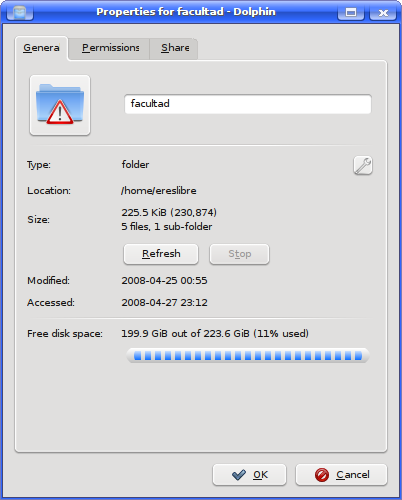 Properties for facultad - Dolphin
Genera Permissions Share
facultad
Type: folder
Location: /home/ereslibre
Size: 225.5 KiB (230,874)
5 files, 1 sub-folder
Refresh Stop
Modified: 2008-04-25 00:55
Accessed: 2008-04-27 23:12
Free disk space: 199.9 GiB out of 223.6 GiB (11% used)
OK Cancel